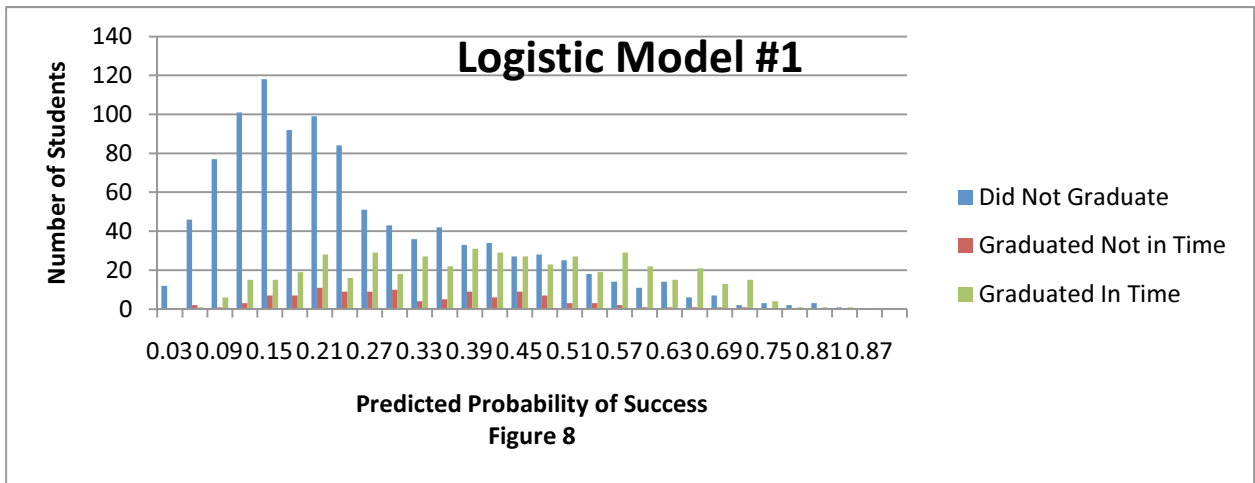 Logistic Model #1
140
120
100
80
60
40
20
0
Number of Students
0.03 0.09 0.15 0.21 0.27 0.33 0.39 0.45 0.51 0.57 0.63 0.69 0.75 0.81 0.87
Predicted Probability of Success
Figure 8
Did Not Graduate
Graduated Not in Time
Graduated In Time